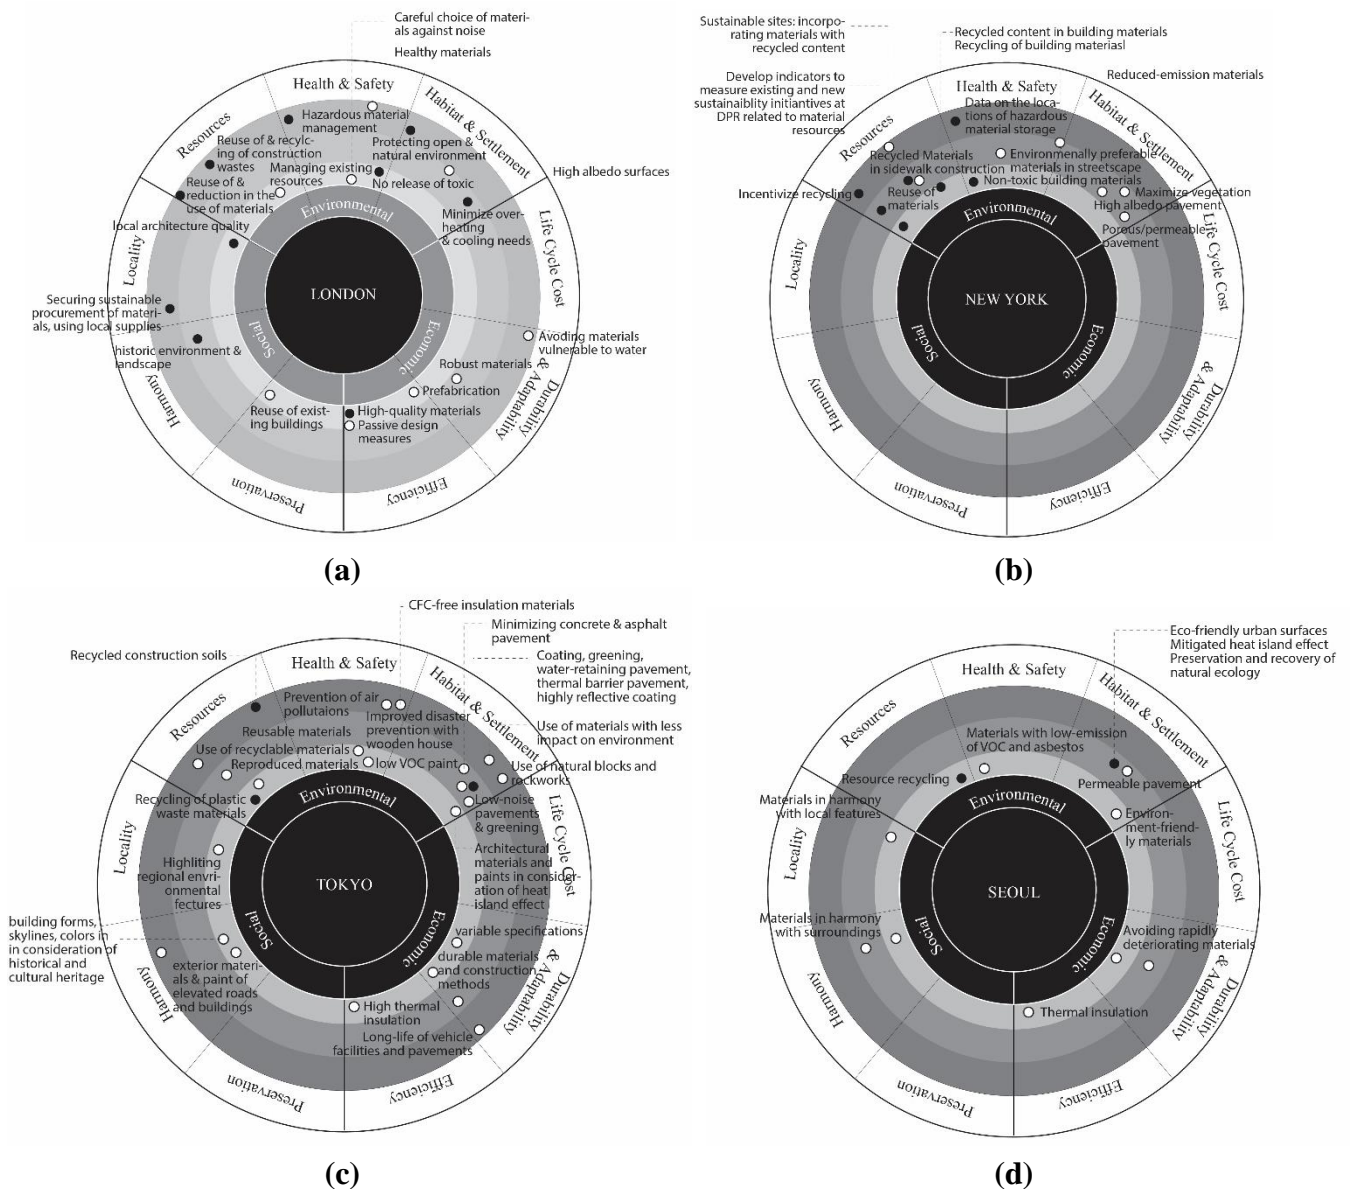 Careful choice of materi-
als against noise
Healthy materials
Health & Safety
Habitat & Settlement
Resources
Hazardous material
management
Protecting open &
natural environment
Reuse of & recylc-
ing of construction
wastes
Managing existing
resources
No release of toxic
High albedo surfaces
Reuse of &
reduction in the
use of materials
Environmental
Minimize over-
heating
& cooling needs
local architecture quality
Locality
Life Cycle Cost
LONDON
Securing sustainable
procurement of materi-
als, using local supplies
Social
Economic
Avoding materials
vulnerable to water
historic environment &
landscape
Robust materials
Prefabrication
Durability
& Adaptability
Harmony
Reuse of exist-
ing buildings
High-quality materials
Passive design
measures
Preservation
Efficiency
(a)
Sustainable sites: incorpo-
rating materials with
recycled content
Recycled content in building materials
Recycling of building materiasl
Develop indicators to
measure existing and new
sustainaiblity initiantives at
DPR related to material
resources
Reduced-emission materials
Health & Safety
Habitat & Settlement
Resources
Data on the loca-
tions of hazardous
material storage
Recycled Materials
in sidewalk construction
Environmenally preferable
materials in streetscape
Non-toxic building materials
Incentivize recycling
Reuse of
materials
Maximize vegetation
High albedo pavement
Environmental
Porous/permeable
pavement
Locality
Life Cycle Cost
NEW YORK
Social
Economic
Harmony
Durability
& Adaptability
Preservation
Efficiency
(b)
CFC-free insulation materials
Minimizing concrete & asphalt
pavement
Recycled construction soils
Health & Safety
Coating, greening,
water-retaining pavement,
thermal barrier pavement,
highly reflective coating
Habitat & Settlement
Resources
Prevention of air
pollutaions
Improved disaster
prevention with
wooden house
Reusable materials
Use of materials with less
impact on environment
Use of recyclable materials
Reproduced materials
low VOC paint
Use of natural blocks and
rockworks
Recycling of plastic
waste materials
Environmental
Low-noise
pavements
& greening
Locality
Life Cycle Cost
Highliting
regional envri-
onmental
fectures
Architectural
materials and
paints in consider-
ation of heat
island effect
TOKYO
Social
Economic
building forms,
skylines, colors in
in consideration of
historical and
cultural heritage
variable specifications
durable materials
and construction
methods
exterior materi-
als & paint of
elevated roads
and buildings
Harmony
High thermal
insulation
Long-life of vehicle
facilities and pavements
Durability
& Adaptability
Preservation
Efficiency
(c)
Eco-friendly urban surfaces
Mitigated heat island effect
Preservation and recovery of
natural ecology
Health & Safety
Habitat & Settlement
Resources
Materials with low-emission
of VOC and asbestos
Resource recycling
Permeable pavement
Materials in harmony
with local features
Environmental
Environ-
ment-friend-
ly materials
Locality
Life Cycle Cost
SEOUL
Materials in harmony
with surroundings
Social
Economic
Avoiding rapidly
deteriorating materials
Harmony
Thermal insulation
Durability
& Adaptability
Preservation
Efficiency
(d)